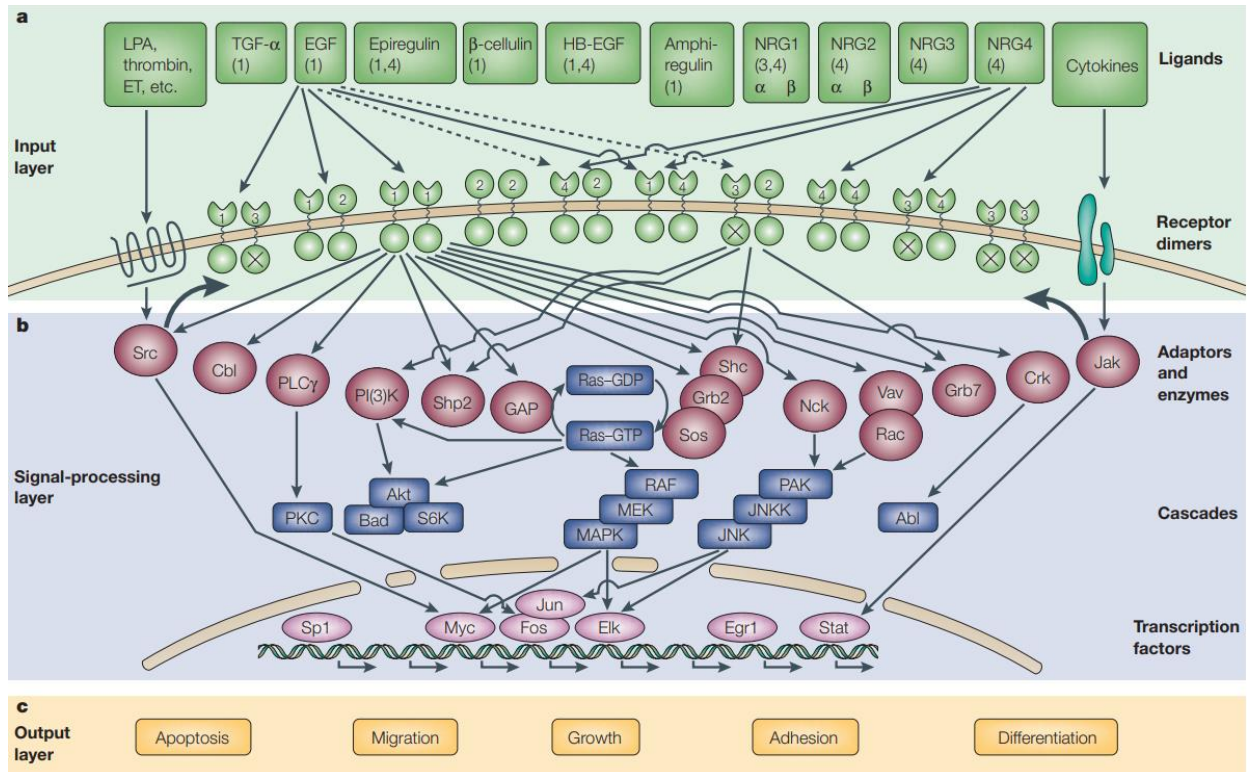 a
LPA,
thrombin,
ET, etc.
TGF-α
(1)
EGF
(1)
Epiregulin
(1,4)
β-cellulin
(1)
HB-EGF
(1,4)
Amphi-
regulin
(1)
NRG1
(3,4)
α β
NRG2
(4)
α β
NRG3
(4)
NRG4
(4)
Cytokines
Ligands
Input
layer
1 3
1 2
1 1
2 2
4 2
1 4
3 2
4 4
3 4
3 3
Receptor
dimers
b
Src
Cbl
PLCγ
PI(3)K
Shp2
GAP
Ras–GDP
Ras–GTP
Shc
Grb2
Sos
Nck
Vav
Rac
Grb7
Crk
Jak
Adaptors
and
enzymes
Signal-processing
layer
PKC
Akt
Bad
S6K
RAF
MEK
MAPK
PAK
JNKK
JNK
Abl
Cascades
Sp1
Myc
Jun
Fos
Elk
Egr1
Stat
Transcription
factors
c
Output
layer
Apoptosis
Migration
Growth
Adhesion
Differentiation